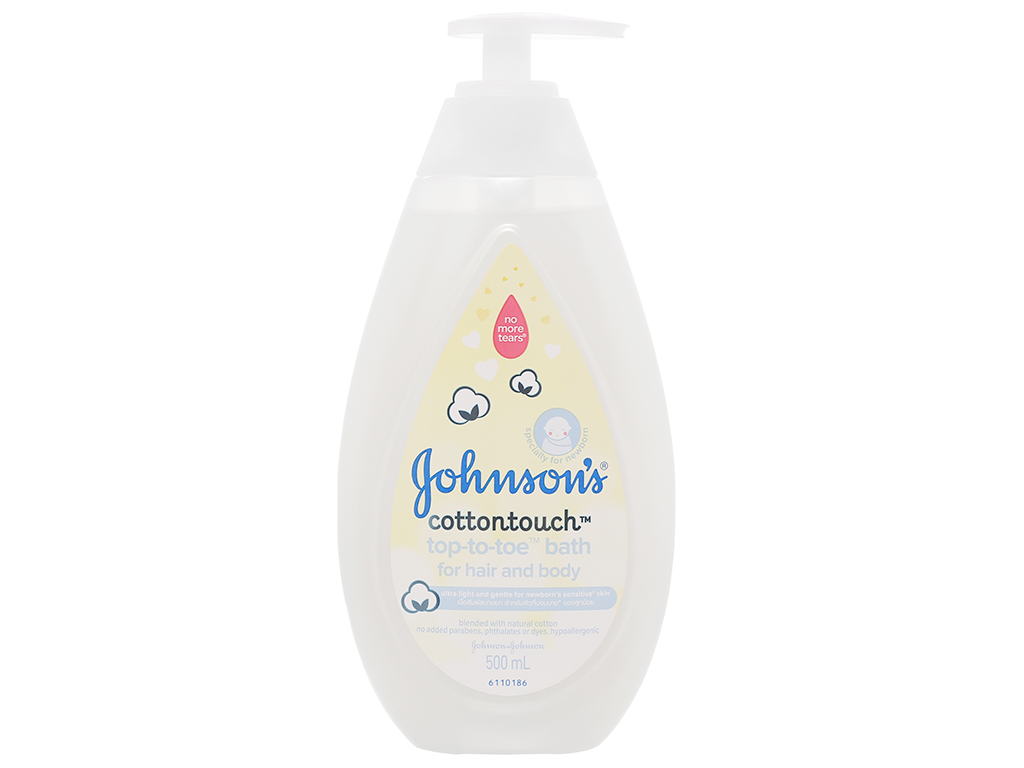 no
more
tears®
specially for newborn
Johnson's®
cottontouch™
top-to-toe™ bath
for hair and body
ultra light and gentle for newborn's sensitive* skin
blended with natural cotton
no added parabens, phthalates or dyes, hypoallergenic
Johnson & Johnson
500 mL
6110186